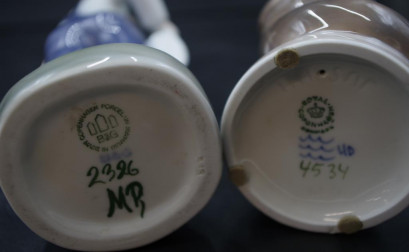 COPENHAGEN PORCELAIN
B&G
MADE IN DENMARK
2326
MB
ROYAL
COPENHAGEN
DENMARK
4534